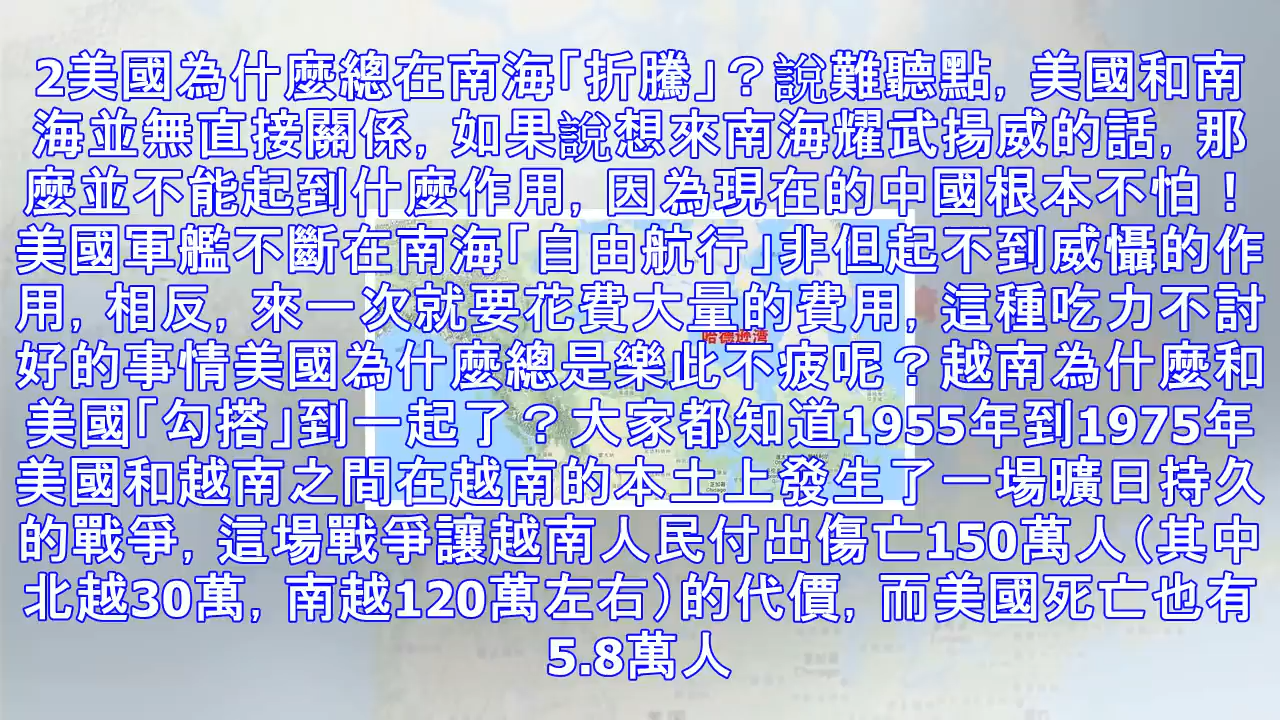 2美國為什麼總在南海「折騰」？說難聽點, 美國和南
海並無直接關係, 如果說想來南海耀武揚威的話, 那
麼並不能起到什麼作用, 因為現在的中國根本不怕！
美國軍艦不斷在南海「自由航行」非但起不到威懾的作
用, 相反, 來一次就要花費大量的費用, 這種吃力不討
好的事情美國為什麼總是樂此不疲呢？越南為什麼和
美國「勾搭」到一起了？大家都知道1955年到1975年
美國和越南之間在越南的本土上發生了一場曠日持久
的戰爭, 這場戰爭讓越南人民付出傷亡150萬人（其中
北越30萬, 南越120萬左右）的代價, 而美國死亡也有
5.8萬人
哈德遜湾